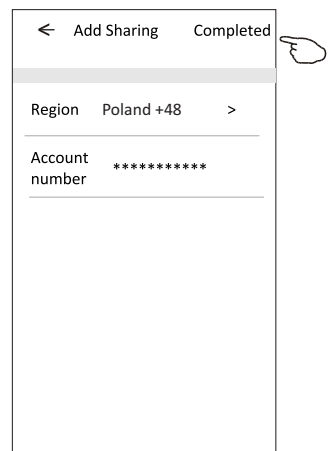 ← Add Sharing Completed
Region Poland +48 >
Account
number ***********